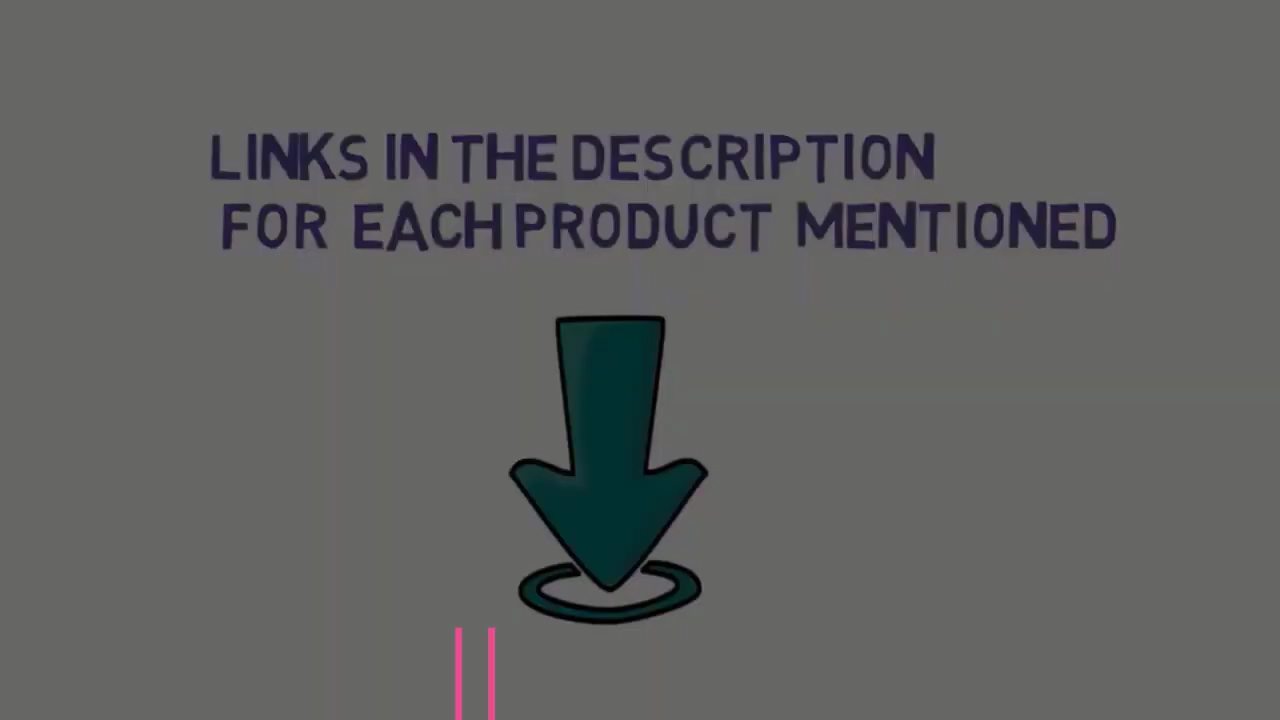 LINKS IN THE DESCRIPTION
FOR EACH PRODUCT MENTIONED